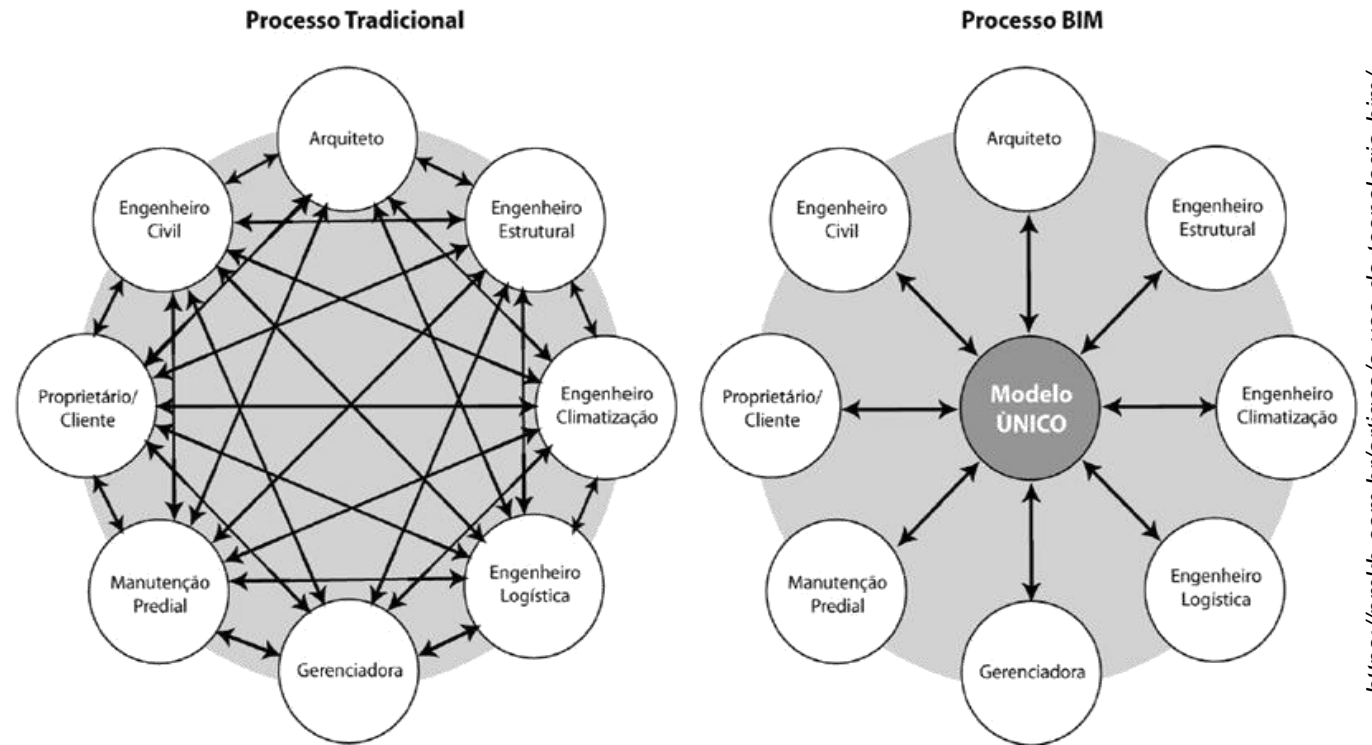 Processo Tradicional
Arquiteto
Engenheiro
Civil
Engenheiro
Estrutural
Proprietário/
Cliente
Engenheiro
Climatização
Manutenção
Predial
Engenheiro
Logística
Gerenciadora
Processo BIM
Arquiteto
Engenheiro
Civil
Engenheiro
Estrutural
Proprietário/
Cliente
Modelo
ÙNICO
Engenheiro
Climatização
Manutenção
Predial
Engenheiro
Logística
Gerenciadora